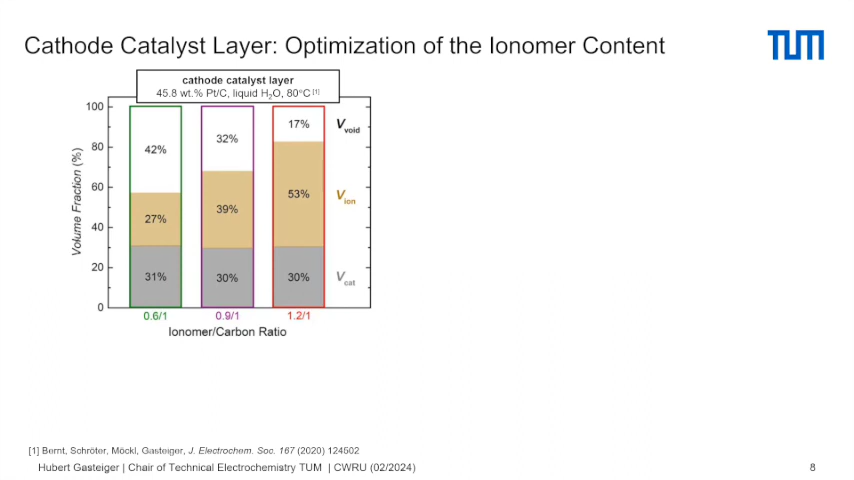 Cathode Catalyst Layer: Optimization of the Ionomer Content
TUM
cathode catalyst layer
45.8 wt.% Pt/C, liquid H₂O, 80°C [1]
100
80
60
40
20
0
Volume Fraction (%)
42%
27%
31%
32%
39%
30%
17%
53%
30%
Vvoid
Vion
Vcat
0.6/1
0.9/1
1.2/1
Ionomer/Carbon Ratio
[1] Bernt, Schröter, Möckl, Gasteiger, J. Electrochem. Soc. 167 (2020) 124502
Hubert Gasteiger | Chair of Technical Electrochemistry TUM | CWRU (02/2024)
8